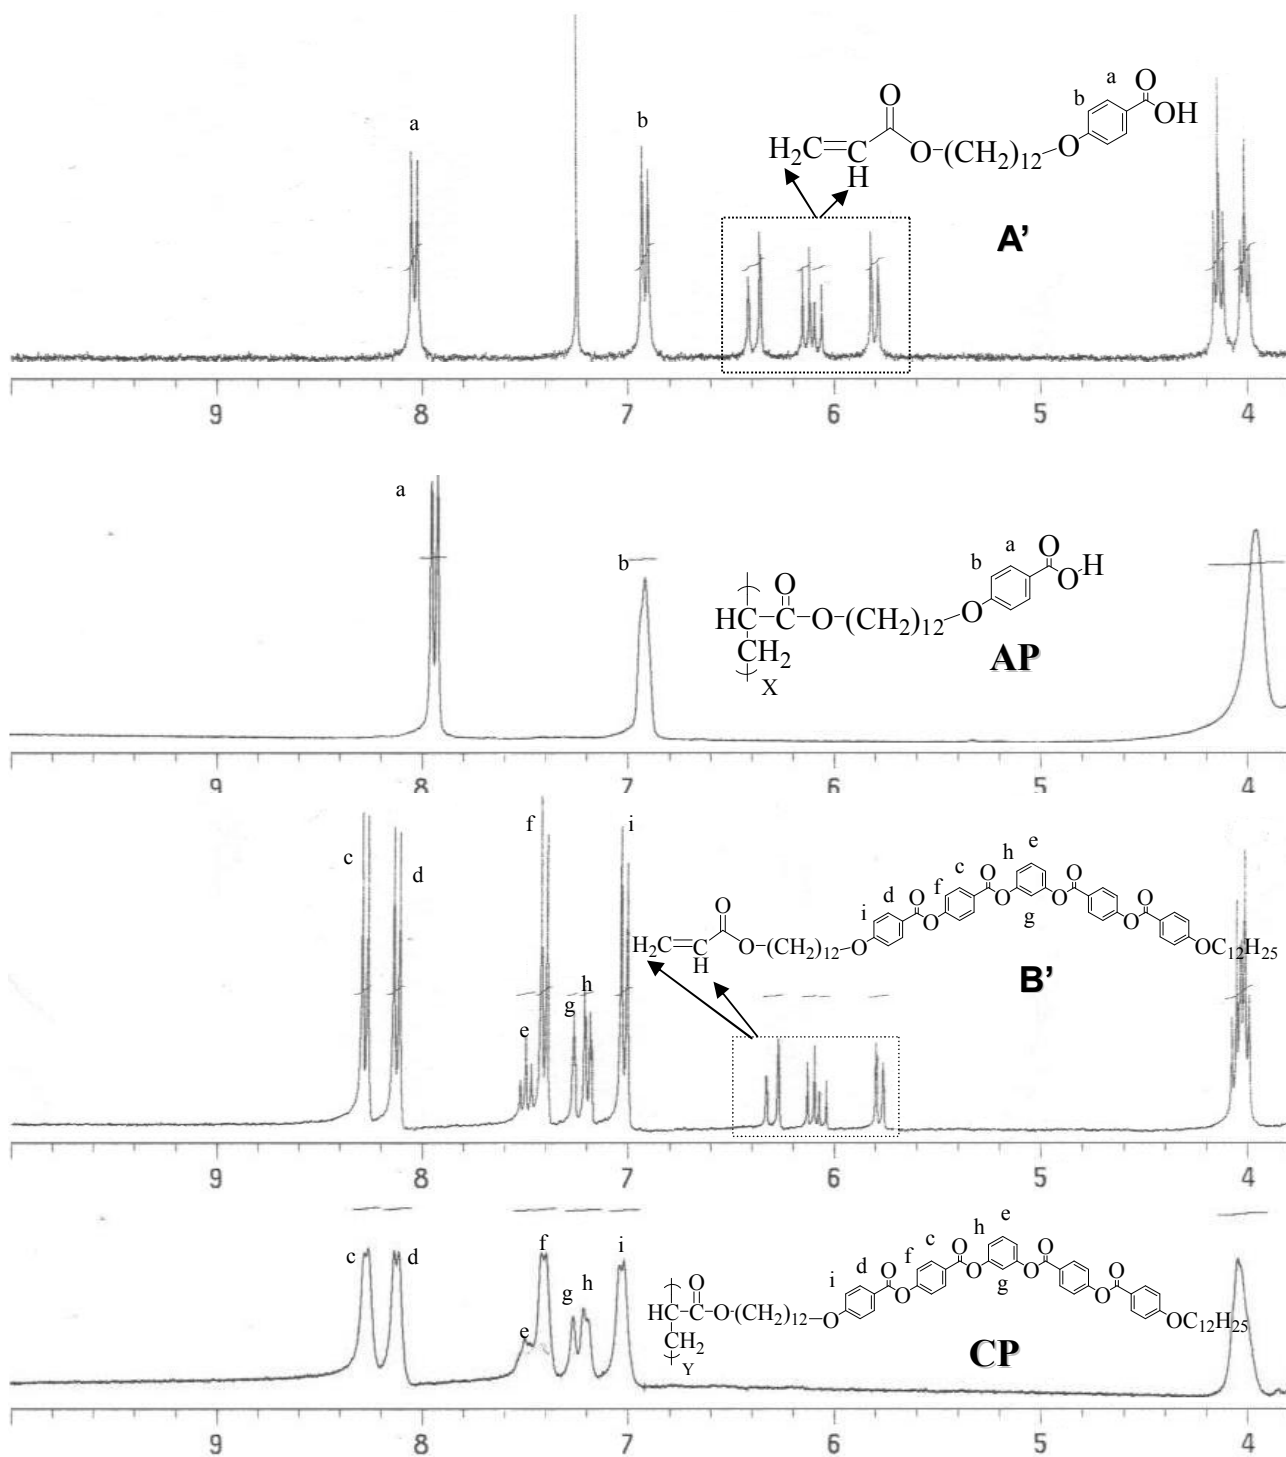 a
b
b
a
O
OH
O
H₂C
O-(CH₂)₁₂-O
H
A'
9 8 7 6 5 4
a
b
b
a
O
O-H
O
HC-C-O-(CH₂)₁₂-O
CH₂
X
AP
9 8 7 6 5 4
c
d
e
f
g
h
i
i
d
f
c
h
e
g
O
O
O
O
O
O
O
O
O
H₂C
H
O-(CH₂)₁₂-O
OC₁₂H₂₅
B'
9 8 7 6 5 4
c
d
e
f
g
h
i
i
d
f
c
h
e
g
O
O
O
O
O
O
O
O
O
HC-C-O-(CH₂)₁₂-O
CH₂
Y
OC₁₂H₂₅
CP
9 8 7 6 5 4